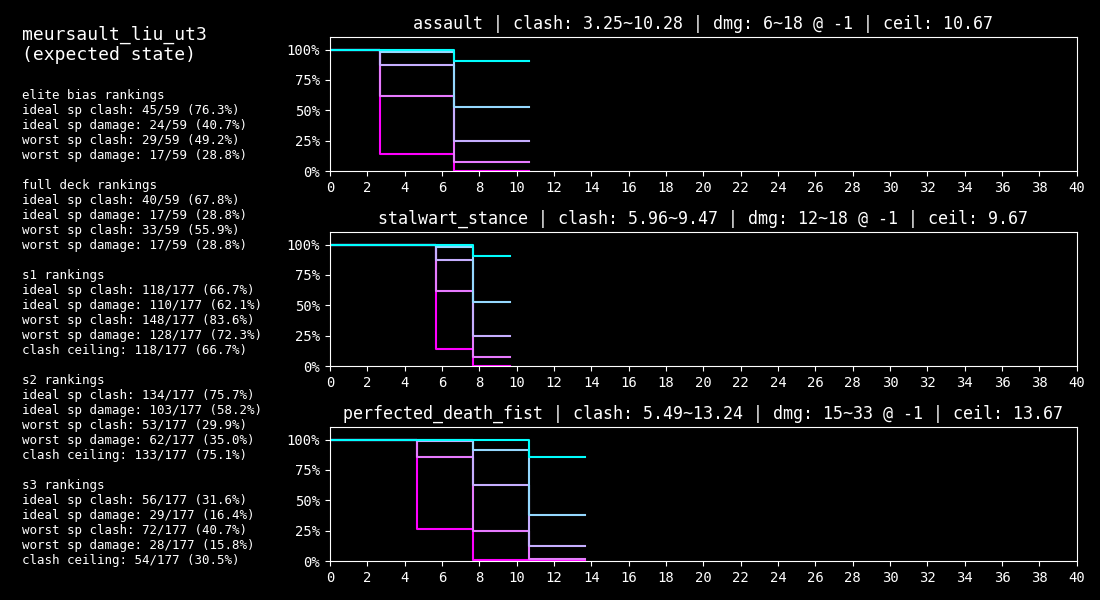 meursault_liu_ut3
(expected state)
elite bias rankings
ideal sp clash: 45/59 (76.3%)
ideal sp damage: 24/59 (40.7%)
worst sp clash: 29/59 (49.2%)
worst sp damage: 17/59 (28.8%)
full deck rankings
ideal sp clash: 40/59 (67.8%)
ideal sp damage: 17/59 (28.8%)
worst sp clash: 33/59 (55.9%)
worst sp damage: 17/59 (28.8%)
s1 rankings
ideal sp clash: 118/177 (66.7%)
ideal sp damage: 110/177 (62.1%)
worst sp clash: 148/177 (83.6%)
worst sp damage: 128/177 (72.3%)
clash ceiling: 118/177 (66.7%)
s2 rankings
ideal sp clash: 134/177 (75.7%)
ideal sp damage: 103/177 (58.2%)
worst sp clash: 53/177 (29.9%)
worst sp damage: 62/177 (35.0%)
clash ceiling: 133/177 (75.1%)
s3 rankings
ideal sp clash: 56/177 (31.6%)
ideal sp damage: 29/177 (16.4%)
worst sp clash: 72/177 (40.7%)
worst sp damage: 28/177 (15.8%)
clash ceiling: 54/177 (30.5%)
assault | clash: 3.25~10.28 | dmg: 6~18 @ -1 | ceil: 10.67
100%
75%
50%
25%
0%
0 2 4 6 8 10 12 14 16 18 20 22 24 26 28 30 32 34 36 38 40
stalwart_stance | clash: 5.96~9.47 | dmg: 12~18 @ -1 | ceil: 9.67
100%
75%
50%
25%
0%
0 2 4 6 8 10 12 14 16 18 20 22 24 26 28 30 32 34 36 38 40
perfected_death_fist | clash: 5.49~13.24 | dmg: 15~33 @ -1 | ceil: 13.67
100%
75%
50%
25%
0%
0 2 4 6 8 10 12 14 16 18 20 22 24 26 28 30 32 34 36 38 40